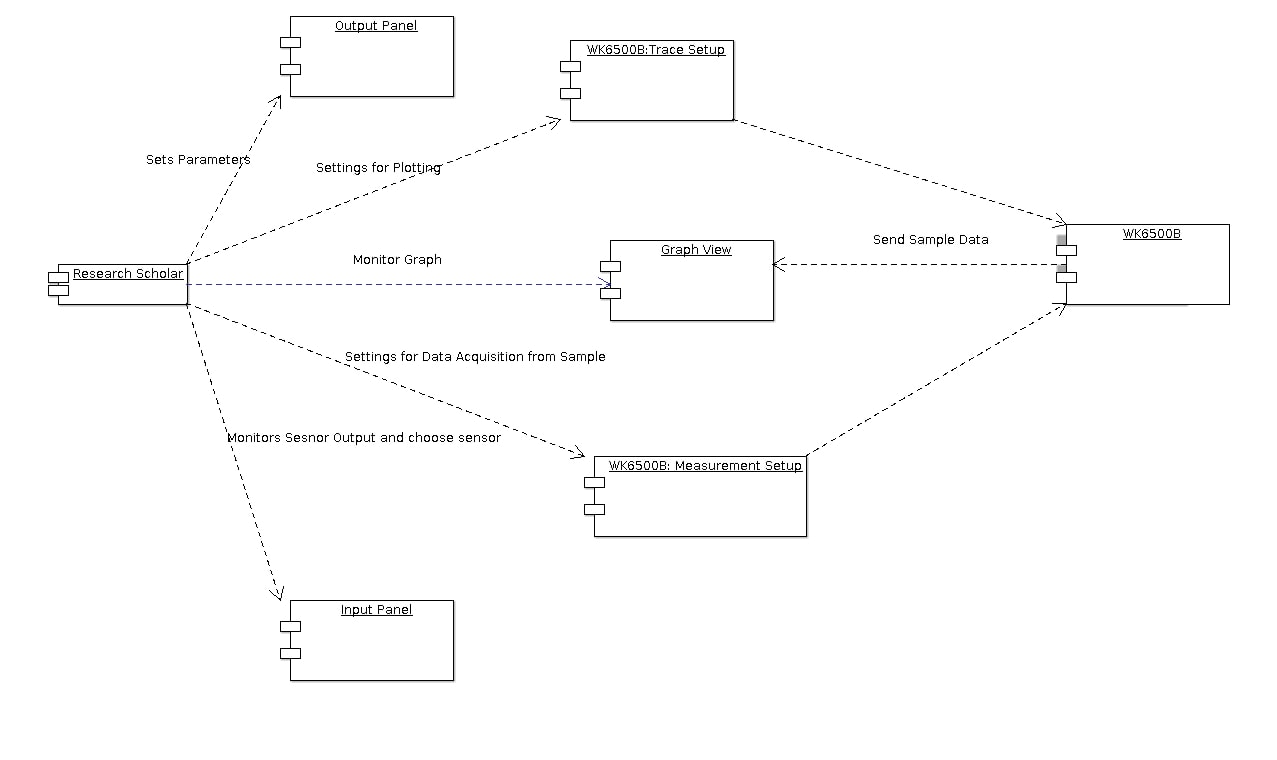 Output Panel
WK6500B:Trace Setup
Sets Parameters
Settings for Plotting
WK6500B
Send Sample Data
Graph View
Monitor Graph
Research Scholar
Settings for Data Acquisition from Sample
Monitors Sesnor Output and choose sensor
WK6500B: Measurement Setup
Input Panel